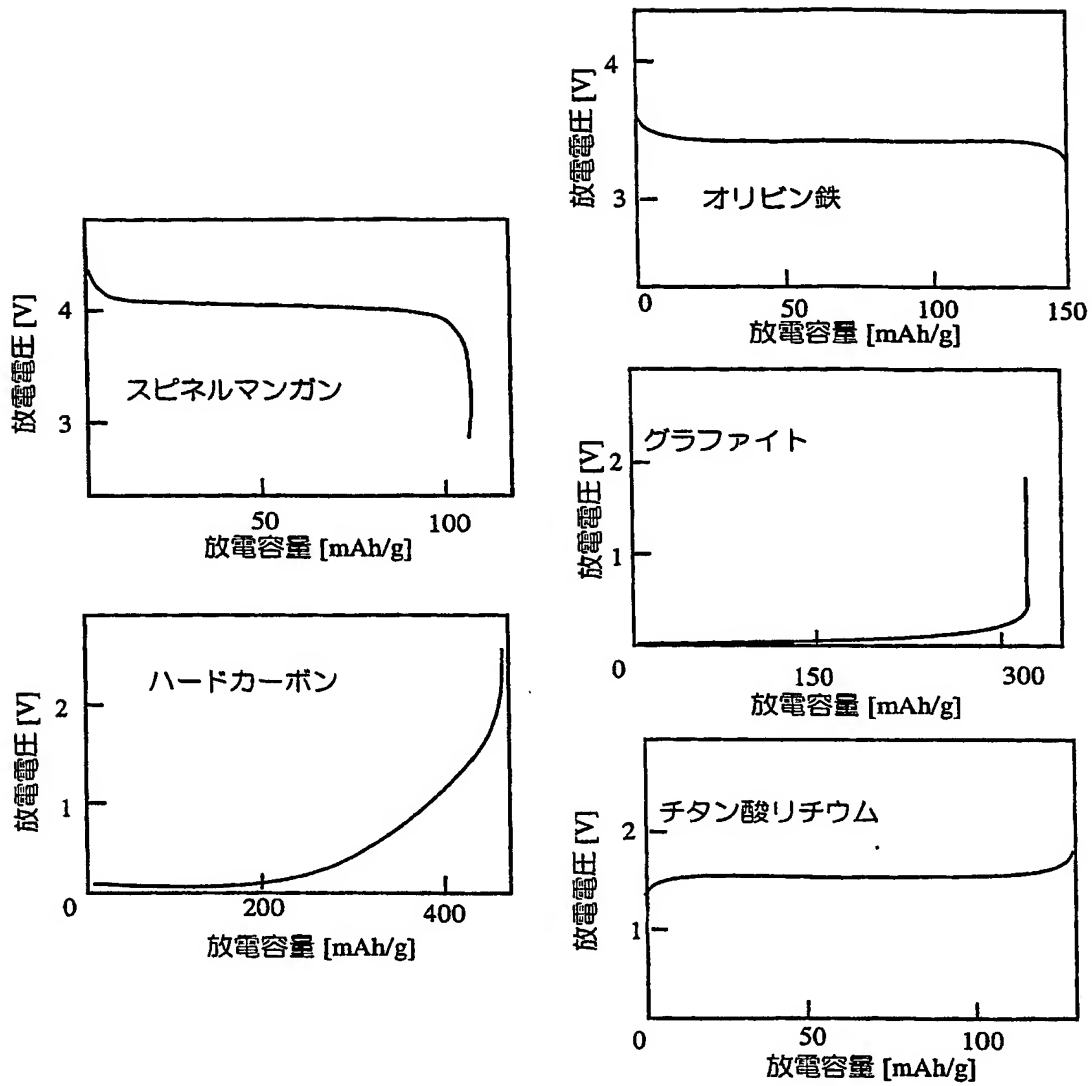 4
3
放電電圧 [V]
オリビン鉄
0
50
100
150
放電容量 [mAh/g]
4
3
放電電圧 [V]
スピネルマンガン
50
100
放電容量 [mAh/g]
グラファイト
2
1
放電電圧 [V]
0
150
300
放電容量 [mAh/g]
ハードカーボン
2
1
放電電圧 [V]
0
200
400
放電容量 [mAh/g]
チタン酸リチウム
2
1
放電電圧 [V]
0
50
100
放電容量 [mAh/g]